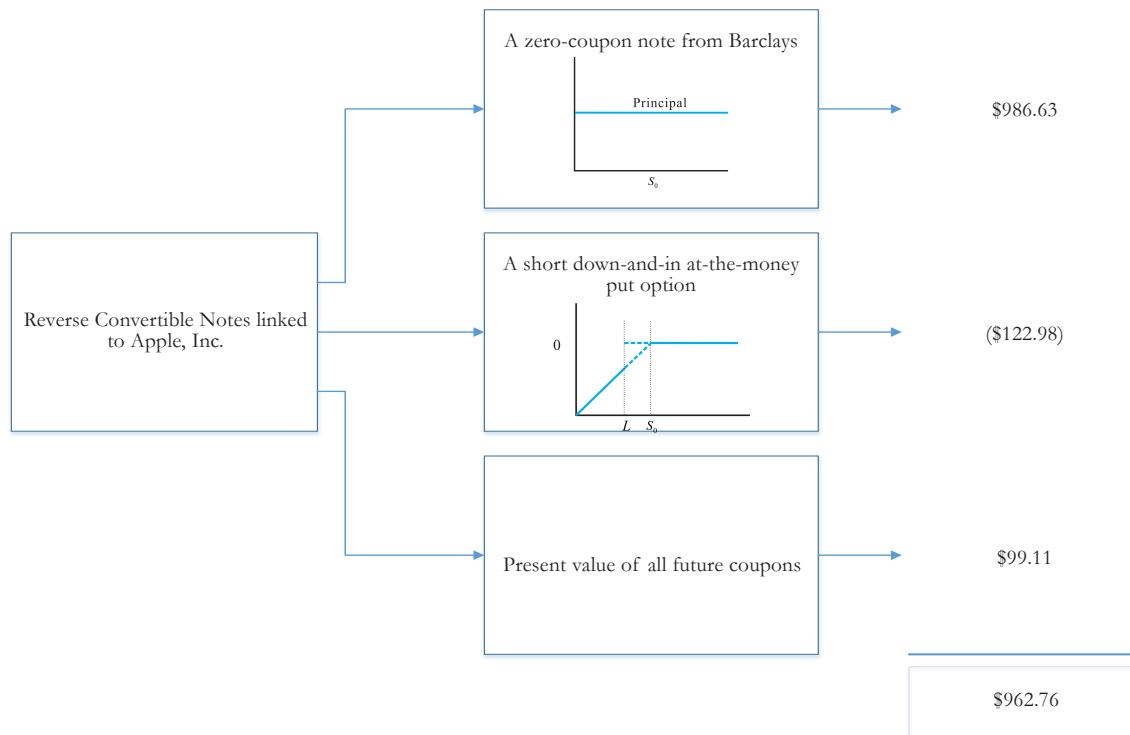 A zero-coupon note from Barclays
Principal
S₀
$986.63
Reverse Convertible Notes linked
to Apple, Inc.
A short down-and-in at-the-money
put option
0
L S₀
($122.98)
Present value of all future coupons
$99.11
$962.76